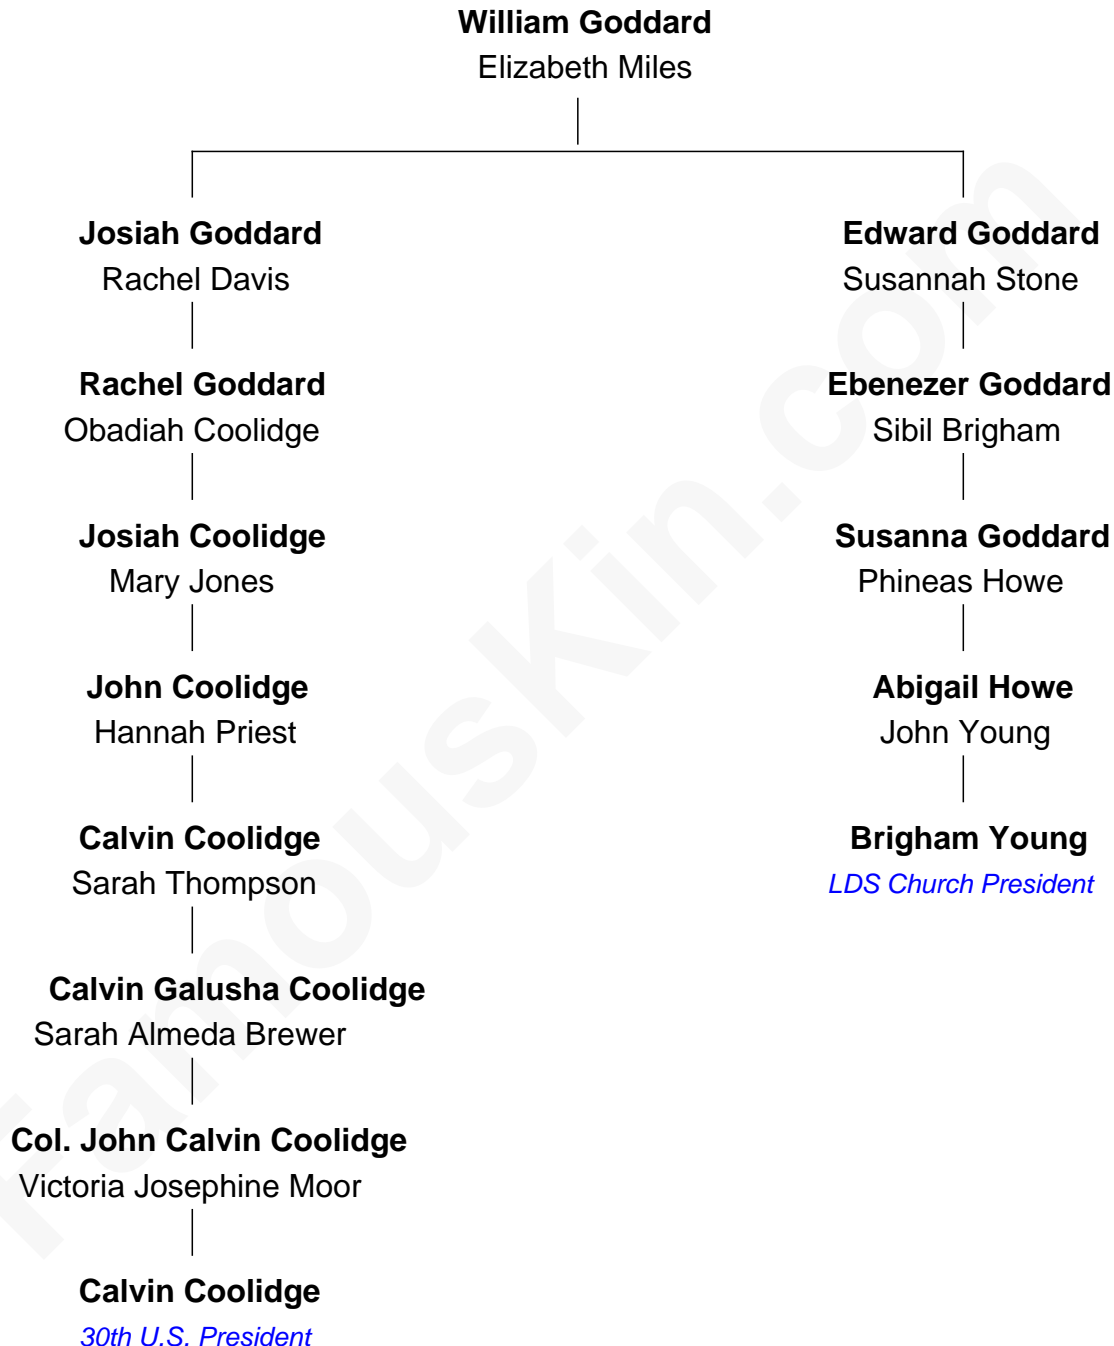 William Goddard
Elizabeth Miles
Josiah Goddard
Rachel Davis
Edward Goddard
Susannah Stone
Rachel Goddard
Obadiah Coolidge
Ebenezer Goddard
Sibil Brigham
Josiah Coolidge
Mary Jones
Susanna Goddard
Phineas Howe
John Coolidge
Hannah Priest
Abigail Howe
John Young
Calvin Coolidge
Sarah Thompson
Brigham Young
LDS Church President
Calvin Galusha Coolidge
Sarah Almeda Brewer
Col. John Calvin Coolidge
Victoria Josephine Moor
Calvin Coolidge
30th U.S. President
FamousKin.com